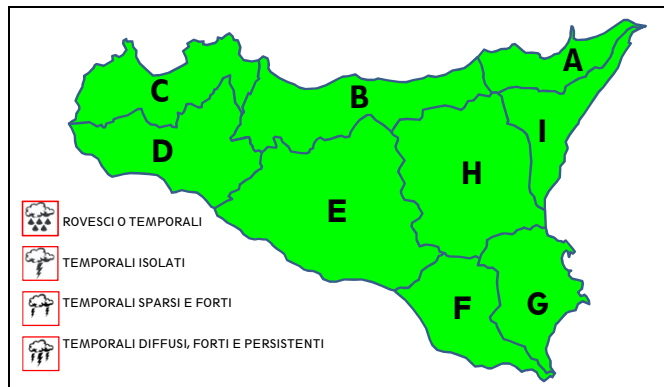 A
C
B
I
D
H
E
F
G
ROVESCI O TEMPORALI
TEMPORALI ISOLATI
TEMPORALI SPARSI E FORTI
TEMPORALI DIFFUSI, FORTI E PERSISTENTI